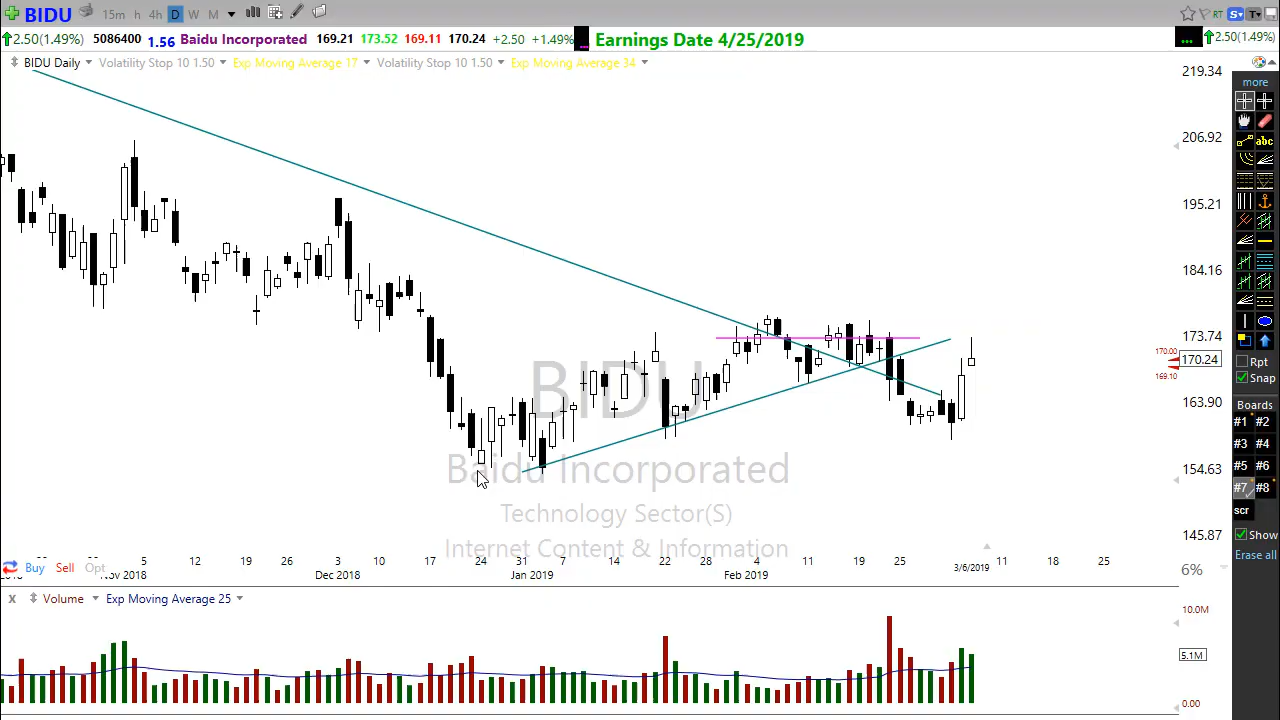 BIDU 15m h 4h D W M RT S T
2.50(1.49%) 5086400 1.56 Baidu Incorporated 169.21 173.52 169.11 170.24 +2.50 +1.49% ... Earnings Date 4/25/2019 ... 2.50(1.49%)
BIDU Daily Volatility Stop 10 1.50 Exp Moving Average 17 Volatility Stop 10 1.50 Exp Moving Average 34
219.34
more
abc
206.92
195.21
184.16
173.74
170.00
170.24
169.10
163.90
154.63
145.87
Rpt
Snap
Boards
#1 #2
#3 #4
#5 #6
#7 #8
scr
Show
Erase all
BIDU
Baidu Incorporated
Technology Sector(S)
Internet Content & Information
5 12 19 26 3 10 17 24 31 7 14 22 28 4 11 19 25 11 18 25
Nov 2018 Dec 2018 Jan 2019 Feb 2019 3/6/2019
Buy Sell Opt
6%
X Volume Exp Moving Average 25
10.0M
5.1M
0.00